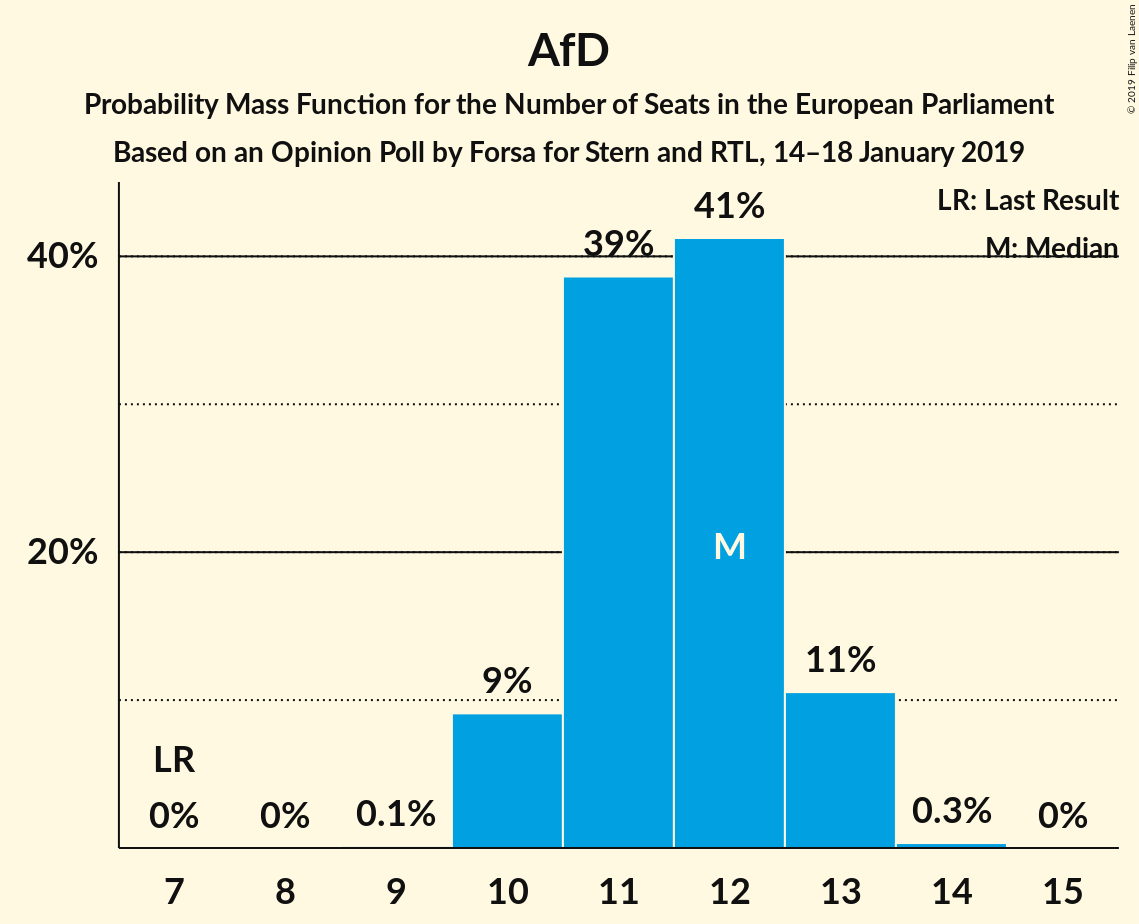 AfD
Probability Mass Function for the Number of Seats in the European Parliament
Based on an Opinion Poll by Forsa for Stern and RTL, 14–18 January 2019
© 2019 Filip van Laenen
LR: Last Result
M: Median
40%
20%
LR
0%
0%
0.1%
9%
39%
41%
M
11%
0.3%
0%
7 8 9 10 11 12 13 14 15